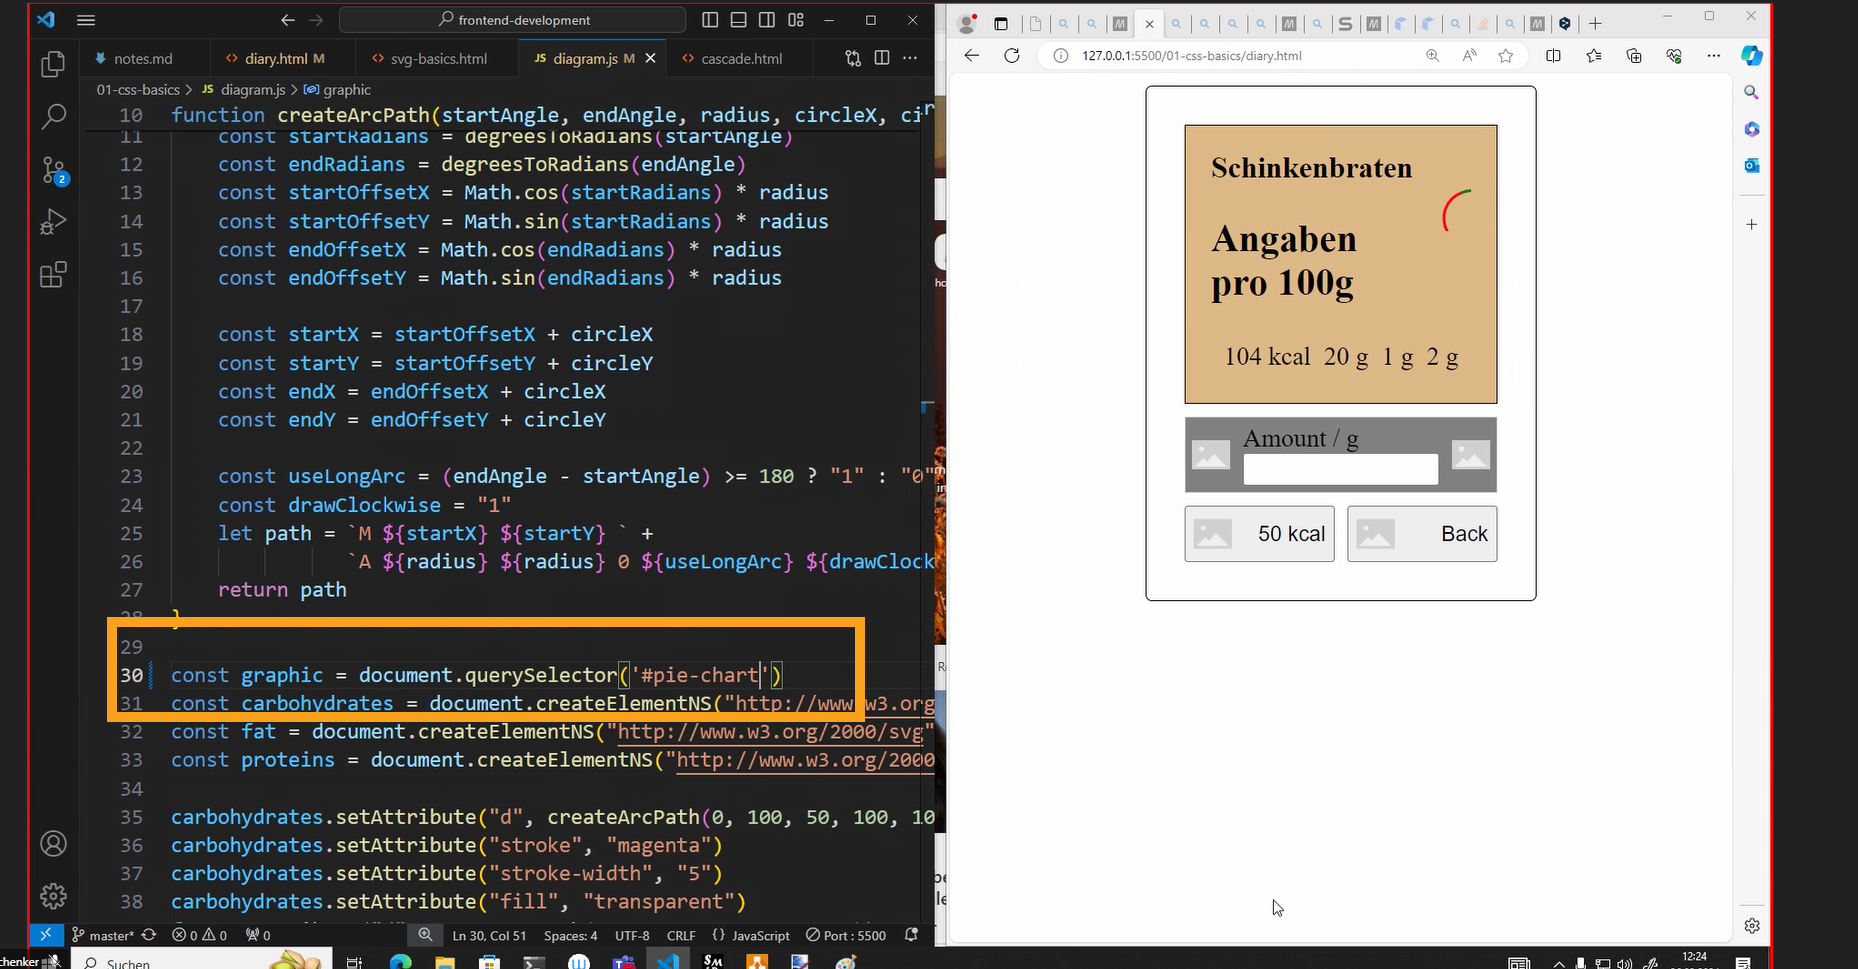 frontend-development
notes.md
diary.html M
svg-basics.html
JS diagram.js M
cascade.html
01-css-basics > JS diagram.js > graphic
10 function createArcPath(startAngle, endAngle, radius, circleX, cir
11 const startRadians = degreesToRadians(startAngle)
12 const endRadians = degreesToRadians(endAngle)
13 const startOffsetX = Math.cos(startRadians) * radius
14 const startOffsetY = Math.sin(startRadians) * radius
15 const endOffsetX = Math.cos(endRadians) * radius
16 const endOffsetY = Math.sin(endRadians) * radius
17
18 const startX = startOffsetX + circleX
19 const startY = startOffsetY + circleY
20 const endX = endOffsetX + circleX
21 const endY = endOffsetY + circleY
22
23 const useLongArc = (endAngle - startAngle) >= 180 ? "1" : "0"
24 const drawClockwise = "1"
25 let path = `M ${startX} ${startY} ` +
26 `A ${radius} ${radius} 0 ${useLongArc} ${drawClock
27 return path
28 }
29
30 const graphic = document.querySelector('#pie-chart')
31 const carbohydrates = document.createElementNS("http://www.w3.org
32 const fat = document.createElementNS("http://www.w3.org/2000/svg"
33 const proteins = document.createElementNS("http://www.w3.org/2000
34
35 carbohydrates.setAttribute("d", createArcPath(0, 100, 50, 100, 10
36 carbohydrates.setAttribute("stroke", "magenta")
37 carbohydrates.setAttribute("stroke-width", "5")
38 carbohydrates.setAttribute("fill", "transparent")
2
master*
0 0
0
Ln 30, Col 51
Spaces: 4
UTF-8
CRLF
{} JavaScript
Port : 5500
chenker
Suchen
127.0.0.1:5500/01-css-basics/diary.html
Schinkenbraten
Angaben
pro 100g
104 kcal 20 g 1 g 2 g
Amount / g
50 kcal
Back
12:24